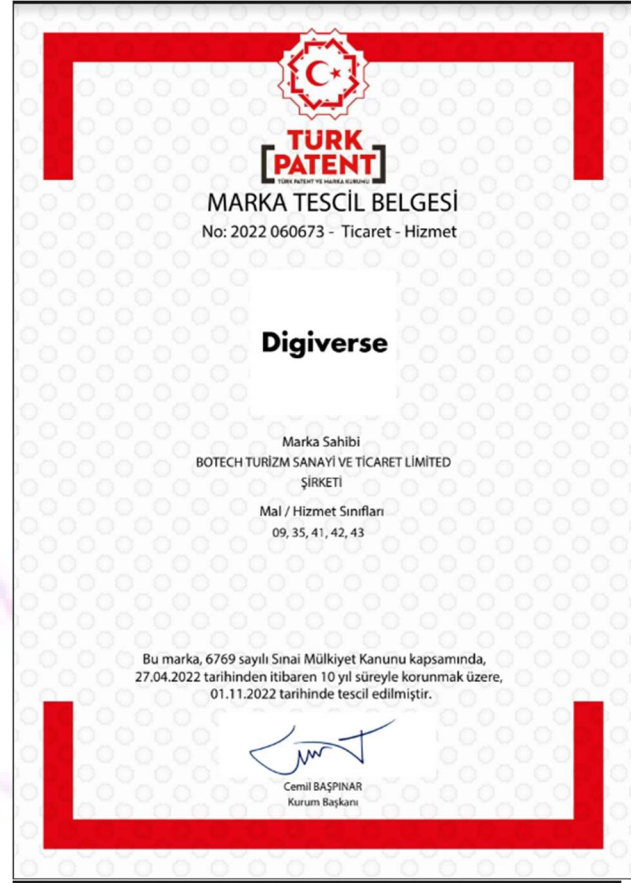 TÜRK
PATENT
TÜRK PATENT VE MARKA KURUMU
MARKA TESCİL BELGESİ
No: 2022 060673 - Ticaret - Hizmet
Digiverse
Marka Sahibi
BOTECH TURİZM SANAYİ VE TİCARET LİMİTED
ŞİRKETİ
Mal / Hizmet Sınıfları
09, 35, 41, 42, 43
Bu marka, 6769 sayılı Sınai Mülkiyet Kanunu kapsamında,
27.04.2022 tarihinden itibaren 10 yıl süreyle korunmak üzere,
01.11.2022 tarihinde tescil edilmiştir.
Cemil BAŞPINAR
Kurum Başkanı